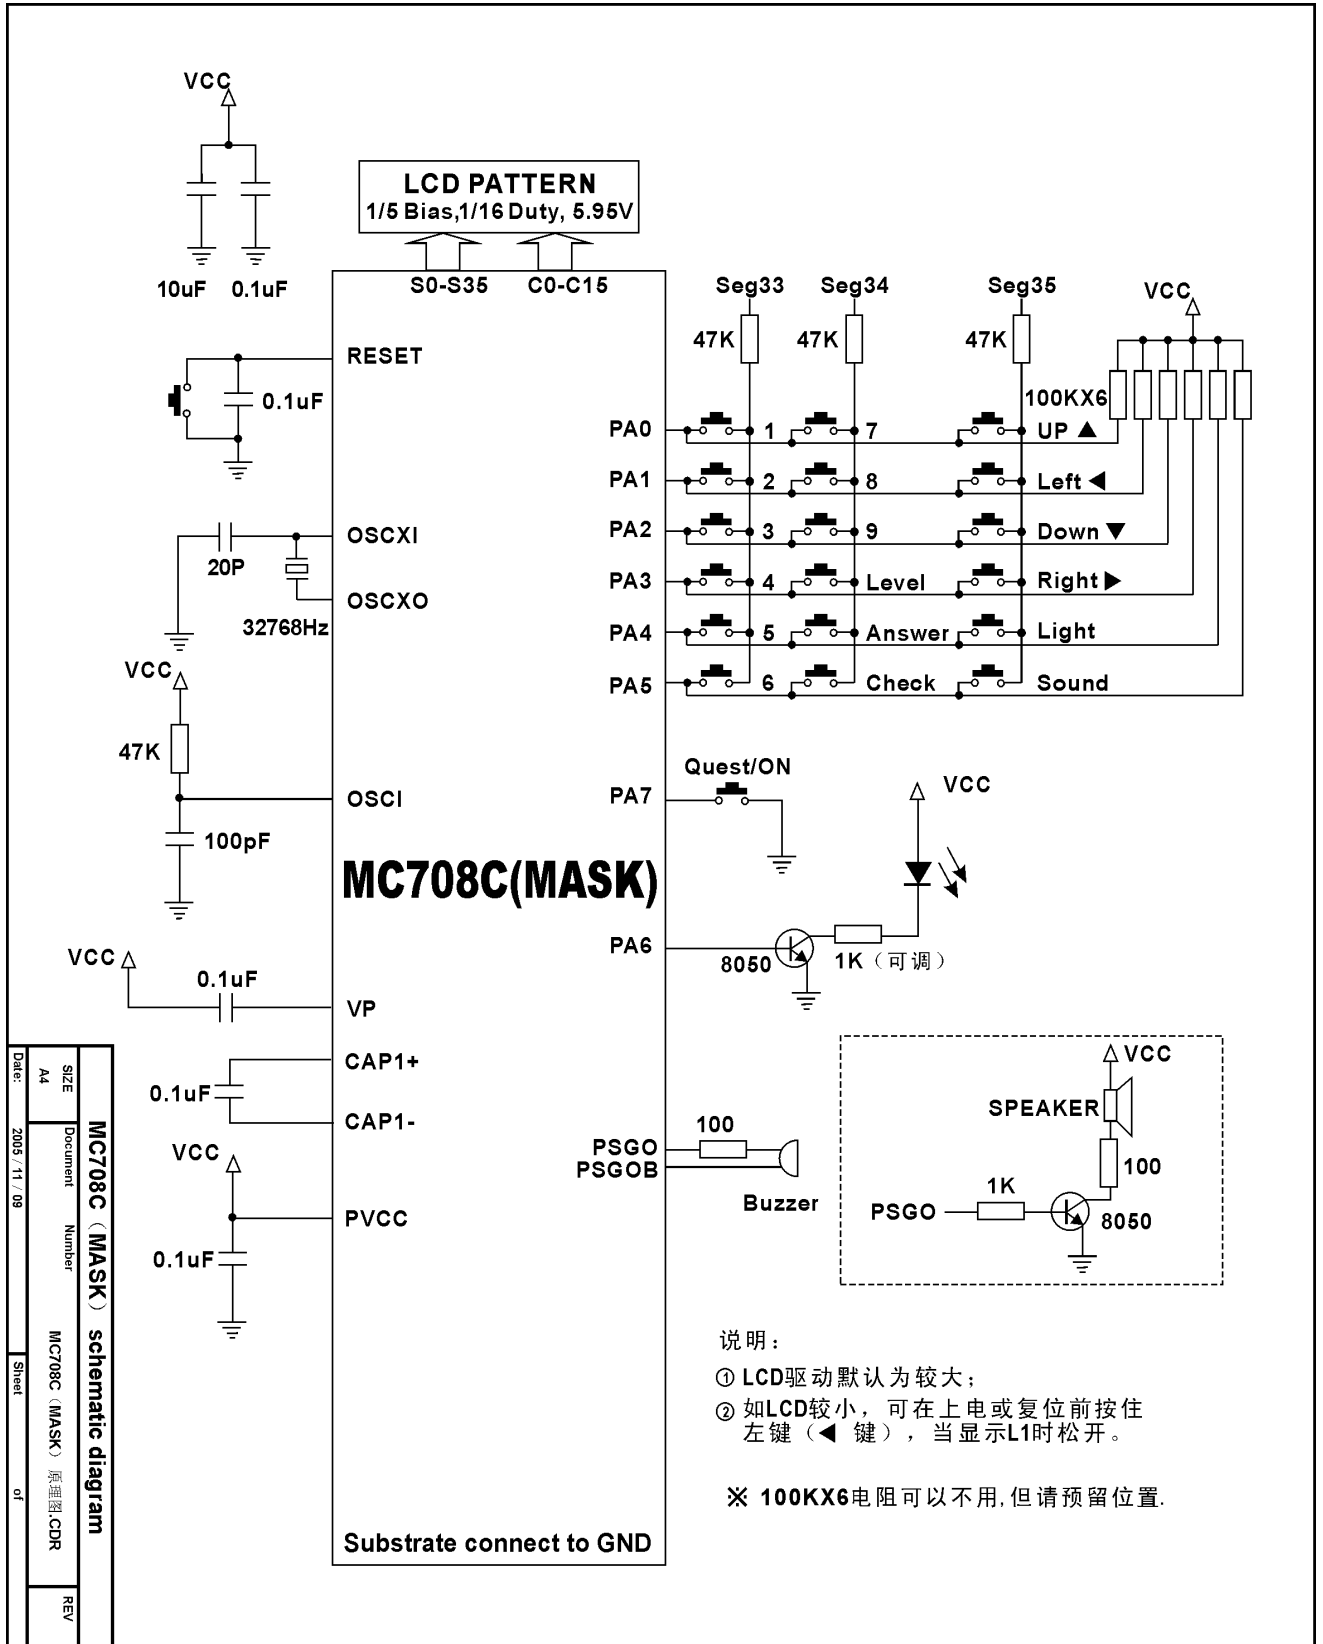 VCC
10uF 0.1uF
LCD PATTERN
1/5 Bias,1/16 Duty, 5.95V
S0-S35 C0-C15
RESET
0.1uF
OSCXI
20P
OSCXO
32768Hz
VCC
47K
OSCI
100pF
MC708C(MASK)
VCC
0.1uF
VP
CAP1+
0.1uF
CAP1-
VCC
PVCC
0.1uF
Substrate connect to GND
Seg33 Seg34 Seg35
VCC
47K 47K 47K
100KX6
PA0 1 7 UP ▲
PA1 2 8 Left ◀
PA2 3 9 Down ▼
PA3 4 Level Right ▶
PA4 5 Answer Light
PA5 6 Check Sound
Quest/ON
PA7
VCC
PA6
8050
1K（可调）
100
PSGO
PSGOB
Buzzer
VCC
SPEAKER
100
1K
PSGO
8050
说明：
① LCD驱动默认为较大；
② 如LCD较小，可在上电或复位前按住
左键（◀ 键），当显示L1时松开。
※ 100KX6电阻可以不用,但请预留位置.
MC708C（MASK）schematic diagram
SIZE Document Number REV
A4 MC708C（MASK）原理图.CDR
Date: 2005 / 11 / 09 Sheet of